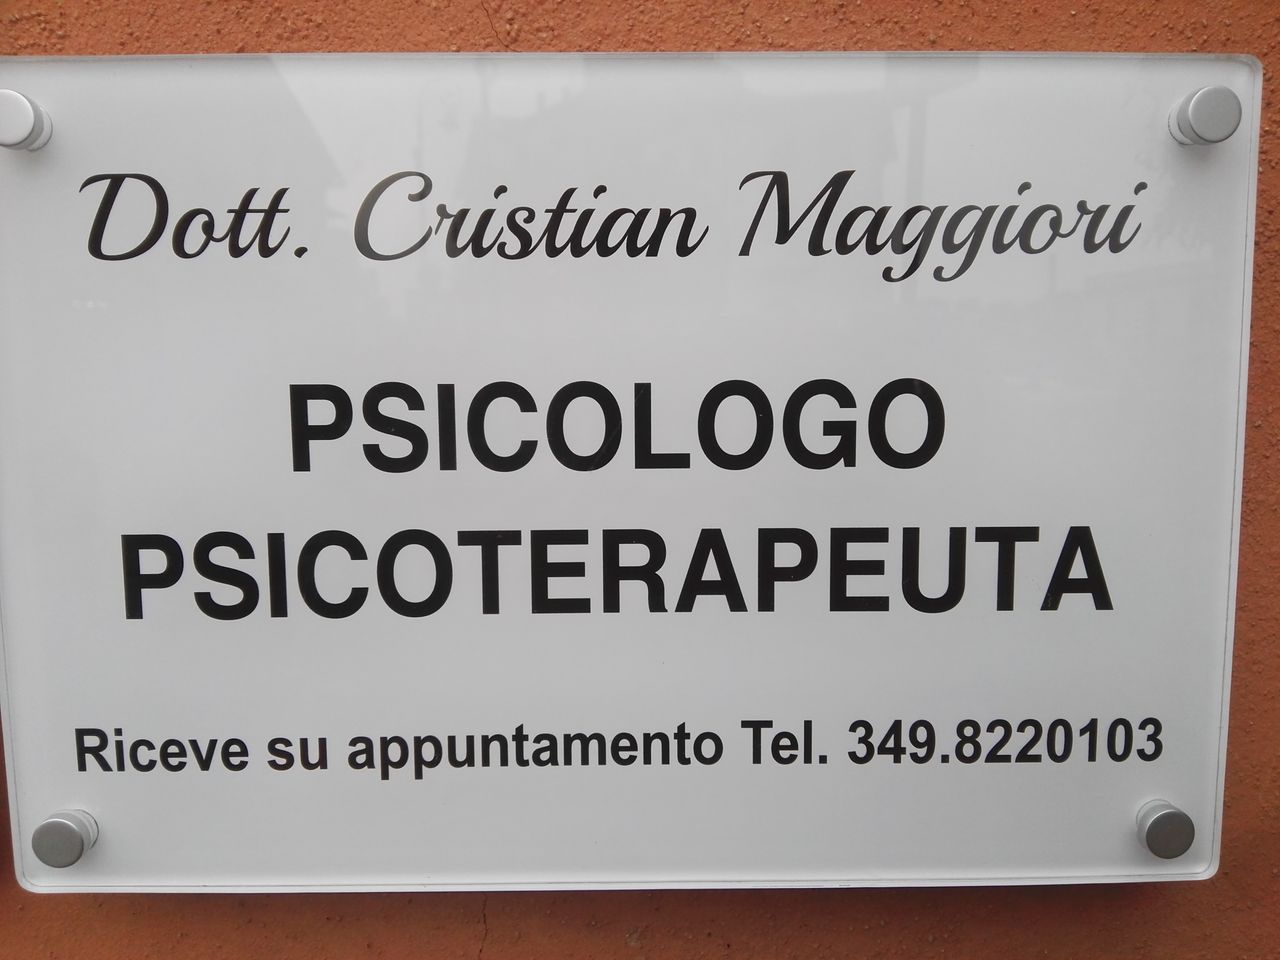 Dott. Cristian Maggiori
PSICOLOGO
PSICOTERAPEUTA
Riceve su appuntamento Tel. 349.8220103